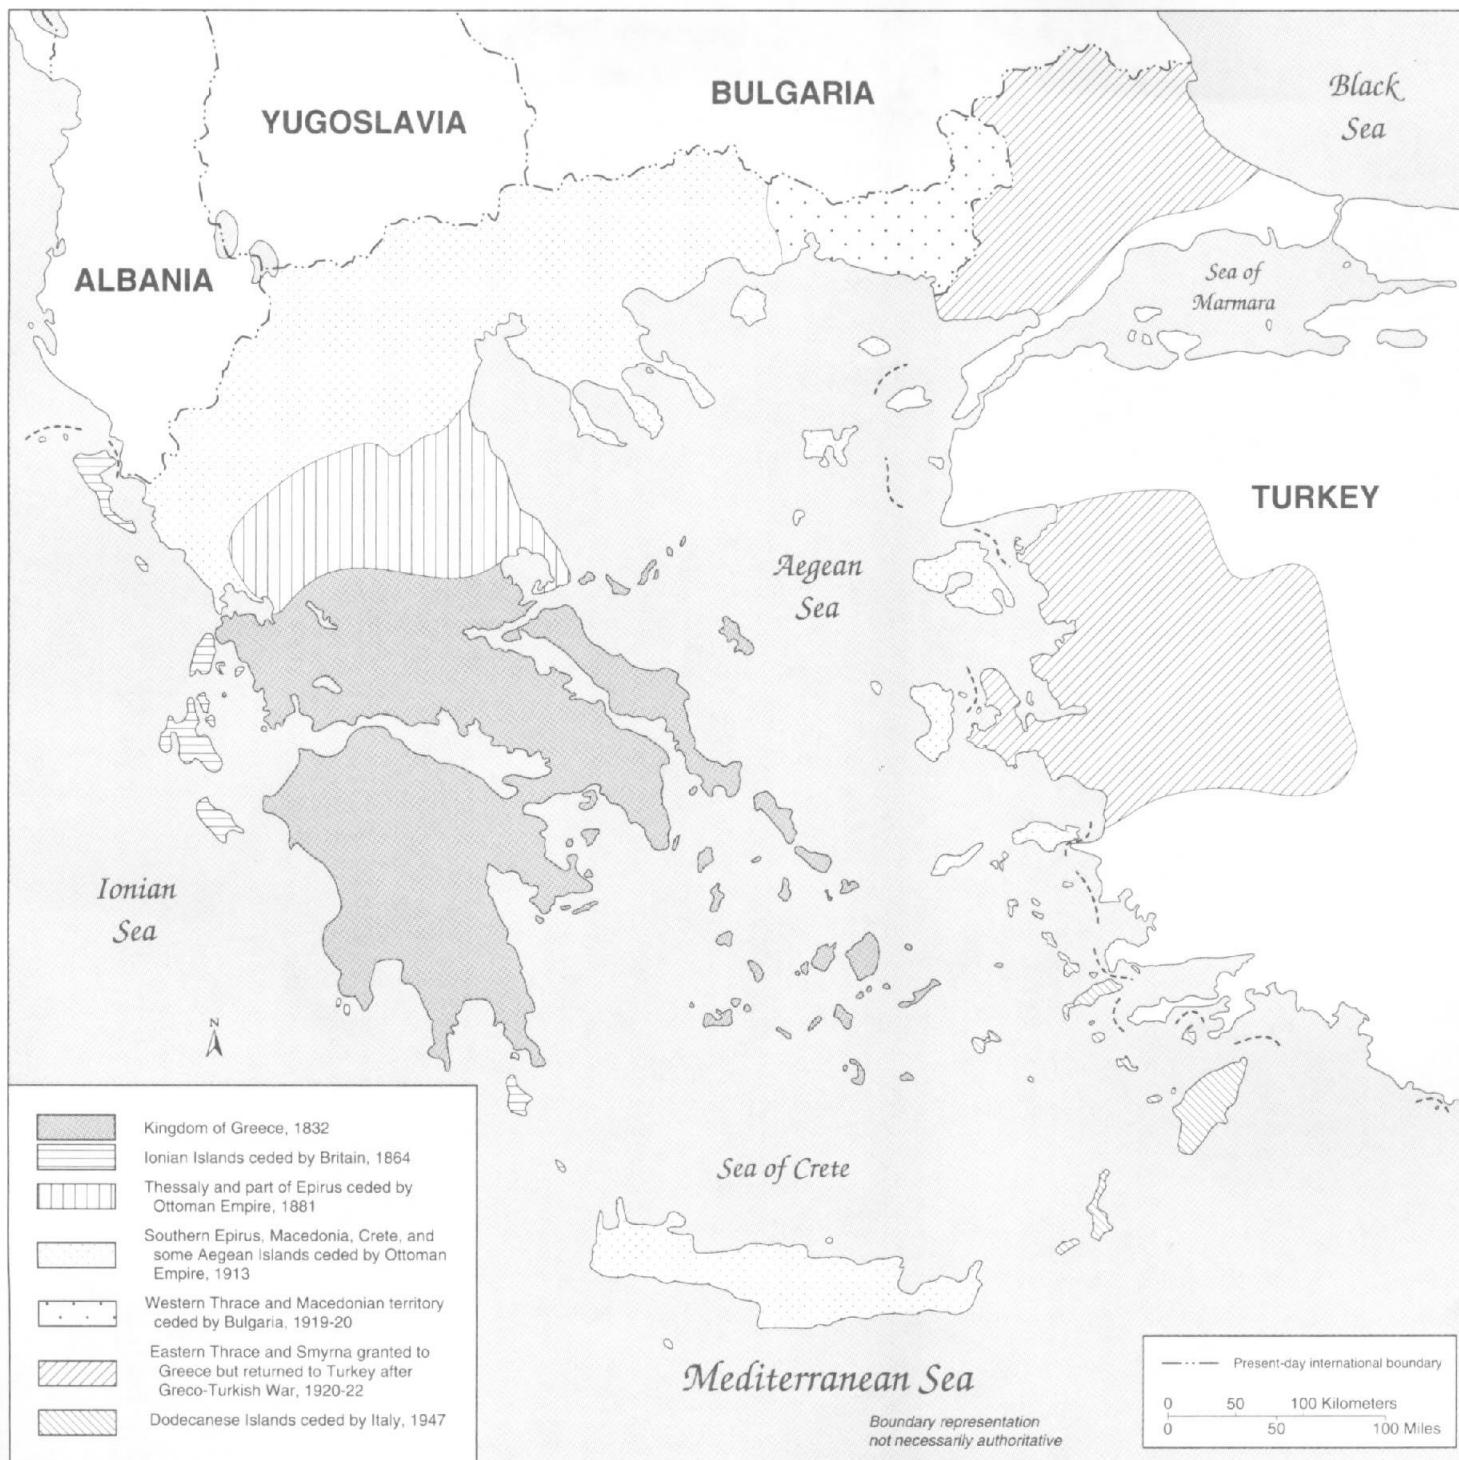 BULGARIA
Black
Sea
YUGOSLAVIA
ALBANIA
Sea of
Marmara
TURKEY
Aegean
Sea
Ionian
Sea
N
Sea of Crete
Mediterranean Sea
Boundary representation
not necessarily authoritative
Kingdom of Greece, 1832
Ionian Islands ceded by Britain, 1864
Thessaly and part of Epirus ceded by
Ottoman Empire, 1881
Southern Epirus, Macedonia, Crete, and
some Aegean Islands ceded by Ottoman
Empire, 1913
Western Thrace and Macedonian territory
ceded by Bulgaria, 1919-20
Eastern Thrace and Smyrna granted to
Greece but returned to Turkey after
Greco-Turkish War, 1920-22
Dodecanese Islands ceded by Italy, 1947
Present-day international boundary
0 50 100 Kilometers
0 50 100 Miles